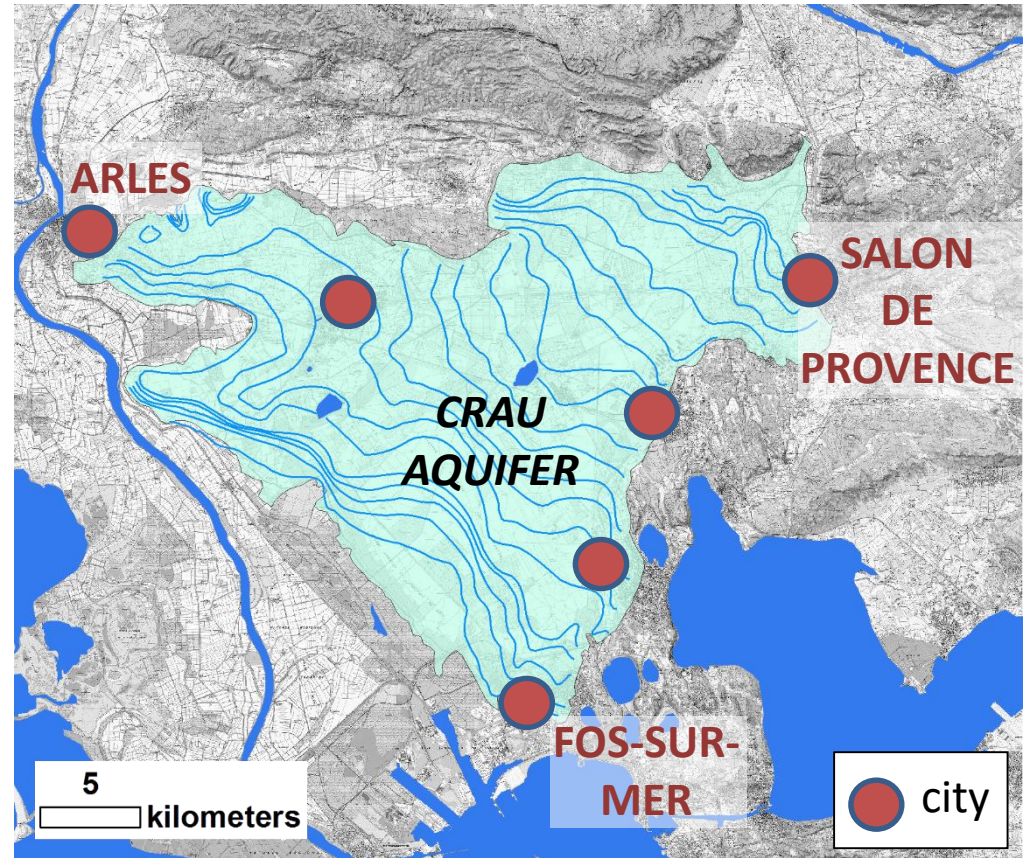 ARLES
SALON
DE
PROVENCE
CRAU
AQUIFER
FOS-SUR-
MER
5
kilometers
city